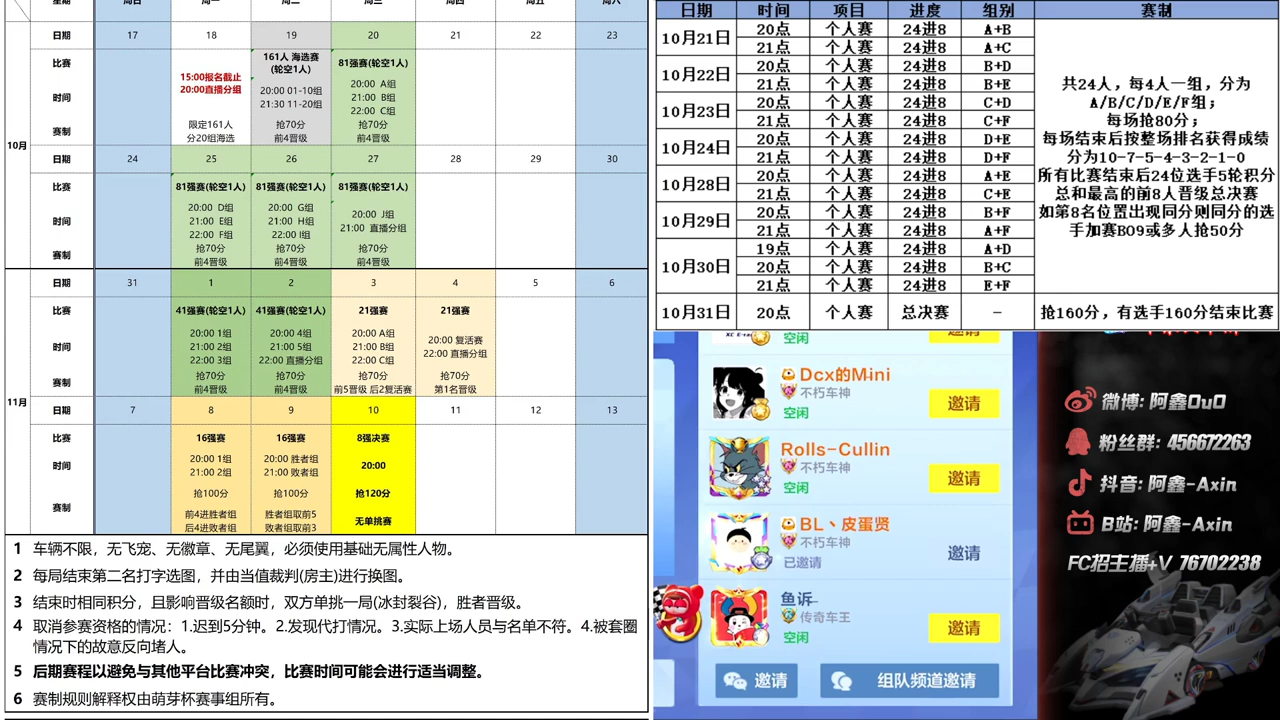 星期 周日 周一 周二 周三 周四 周五 周六
10月
日期 17 18 19 20 21 22 23
比赛 15:00报名截止 161人 海选赛 81强赛(轮空1人)
20:00直播分组 (轮空1人)
时间 20:00 01-10组 20:00 A组
21:30 11-20组 21:00 B组
22:00 C组
赛制 限定161人 抢70分 抢70分
分20组海选 前4晋级 前4晋级
日期 24 25 26 27 28 29 30
比赛 81强赛(轮空1人) 81强赛(轮空1人) 81强赛(轮空1人)
时间 20:00 D组 20:00 G组 20:00 J组
21:00 E组 21:00 H组 21:00 直播分组
22:00 F组 22:00 I组
赛制 抢70分 抢70分 抢70分
前4晋级 前4晋级 前4晋级
11月
日期 31 1 2 3 4 5 6
比赛 41强赛(轮空1人) 41强赛(轮空1人) 21强赛 21强赛
时间 20:00 1组 20:00 4组 20:00 A组 20:00 复活赛
21:00 2组 21:00 5组 21:00 B组 22:00 直播分组
22:00 3组 22:00 直播分组 22:00 C组
赛制 抢70分 抢70分 抢70分 抢70分
前4晋级 前4晋级 前5晋级 后2复活赛 第1名晋级
日期 7 8 9 10 11 12 13
比赛 16强赛 16强赛 8强决赛
时间 20:00 1组 20:00 胜者组 20:00
21:00 2组 21:00 败者组
赛制 抢100分 抢100分 抢120分
前4进胜者组 胜者组取前5 无单挑赛
后4进败者组 败者组取前3
1 车辆不限，无飞宠、无徽章、无尾翼，必须使用基础无属性人物。
2 每局结束第二名打字选图，并由当值裁判(房主)进行换图。
3 结束时相同积分，且影响晋级名额时，双方单挑一局(冰封裂谷)，胜者晋级。
4 取消参赛资格的情况：1.迟到5分钟。2.发现代打情况。3.实际上场人员与名单不符。4.被套圈
情况下的故意反向堵人。
5 后期赛程以避免与其他平台比赛冲突，比赛时间可能会进行适当调整。
6 赛制规则解释权由萌芽杯赛事组所有。
日期 时间 项目 进度 组别 赛制
10月21日 20点 个人赛 24进8 A+B
21点 个人赛 24进8 A+C
10月22日 20点 个人赛 24进8 B+D
21点 个人赛 24进8 B+E
10月23日 20点 个人赛 24进8 C+D
21点 个人赛 24进8 C+F
10月24日 20点 个人赛 24进8 D+E
21点 个人赛 24进8 D+F
10月28日 20点 个人赛 24进8 A+E
21点 个人赛 24进8 C+E
10月29日 20点 个人赛 24进8 B+F
21点 个人赛 24进8 A+F
10月30日 19点 个人赛 24进8 A+D
20点 个人赛 24进8 B+C
21点 个人赛 24进8 E+F
共24人，每4人一组，分为
A/B/C/D/E/F组；
每场抢80分；
每场结束后按整场排名获得成绩
分为10-7-5-4-3-2-1-0
所有比赛结束后24位选手5轮积分
总和最高的前8人晋级总决赛
如第8名位置出现同分则同分的选
手加赛BO9或多人抢50分
10月31日 20点 个人赛 总决赛 - 抢160分，有选手160分结束比赛
空闲 邀请
Dcx的Mini
不朽车神
空闲
邀请
Rolls-Cullin
不朽车神
空闲
邀请
BL丶皮蛋贤
不朽车神
已邀请
邀请
鱼诉
传奇车王
空闲
邀请
邀请 组队频道邀请
微博: 阿鑫OuO
粉丝群: 456672263
抖音: 阿鑫-Axin
B站: 阿鑫-Axin
FC招主播+V 76702238